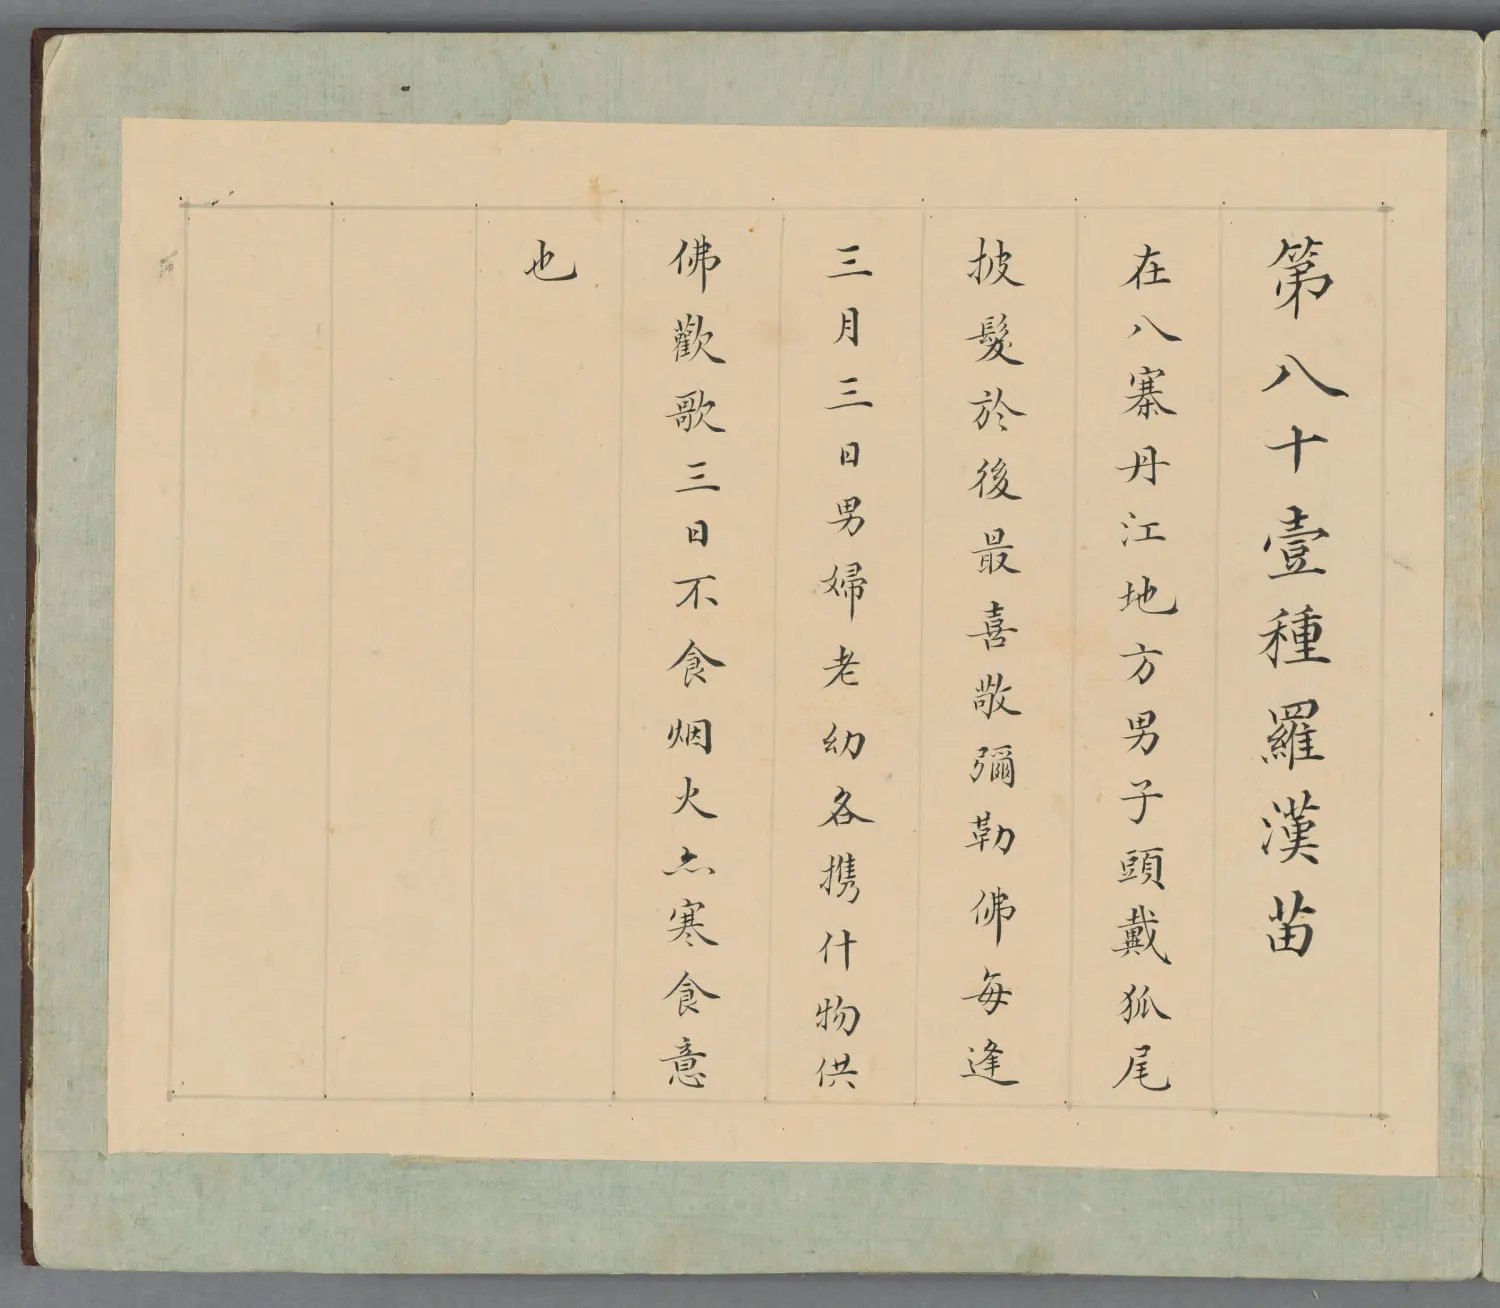 第八十壹種羅漢苗
在八寨丹江地方男子頭戴狐尾
披髮於後最喜敬彌勒佛每逢
三月三日男婦老幼各携什物供
佛歡歌三日不食烟火亦寒食意
也